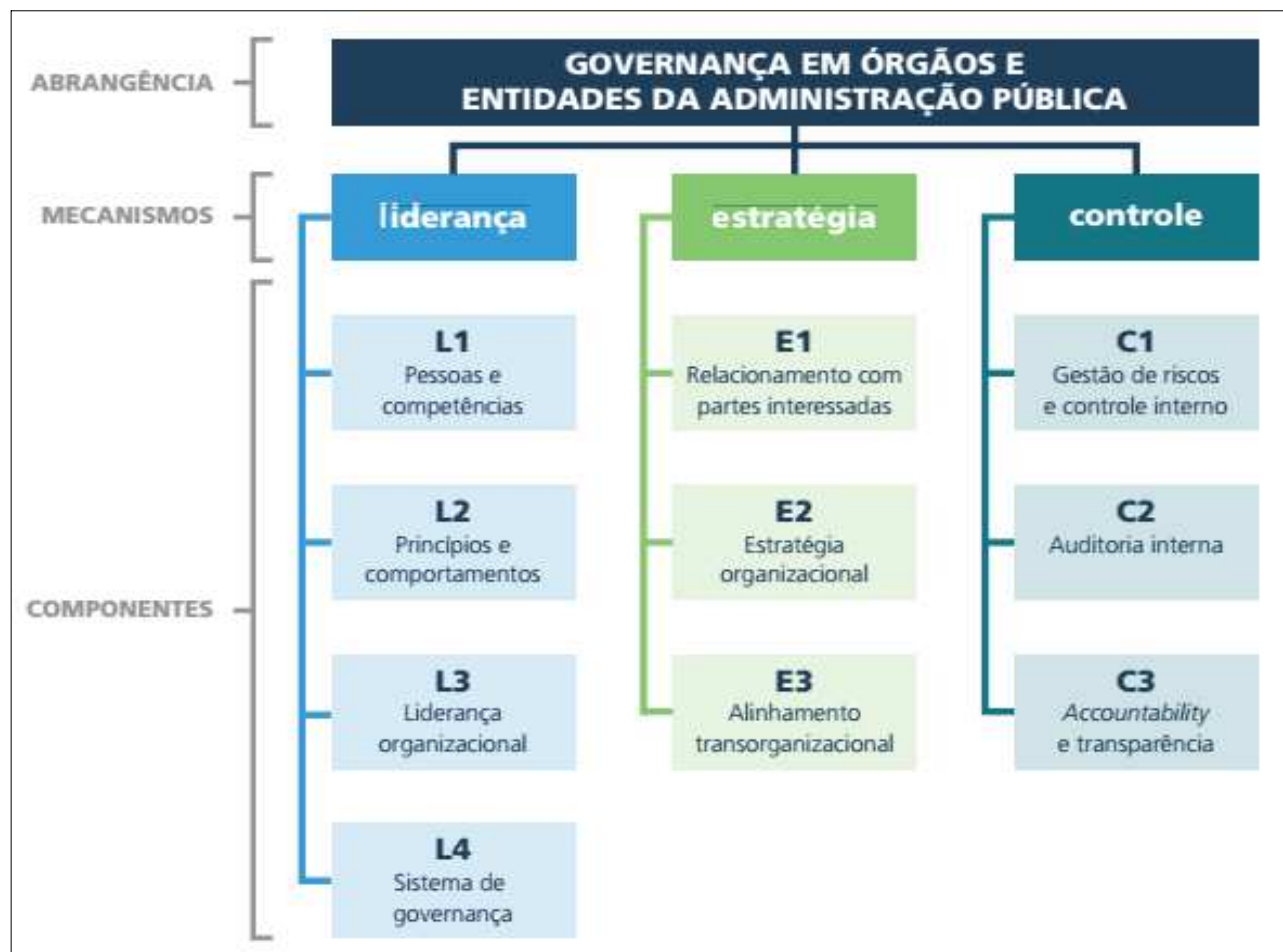 ABRANGÊNCIA
GOVERNANÇA EM ÓRGÃOS E
ENTIDADES DA ADMINISTRAÇÃO PÚBLICA
MECANISMOS
liderança
estratégia
controle
COMPONENTES
L1
Pessoas e
competências
E1
Relacionamento com
partes interessadas
C1
Gestão de riscos
e controle interno
L2
Princípios e
comportamentos
E2
Estratégia
organizacional
C2
Auditoria interna
L3
Liderança
organizacional
E3
Alinhamento
transorganizacional
C3
Accountability
e transparência
L4
Sistema de
governança